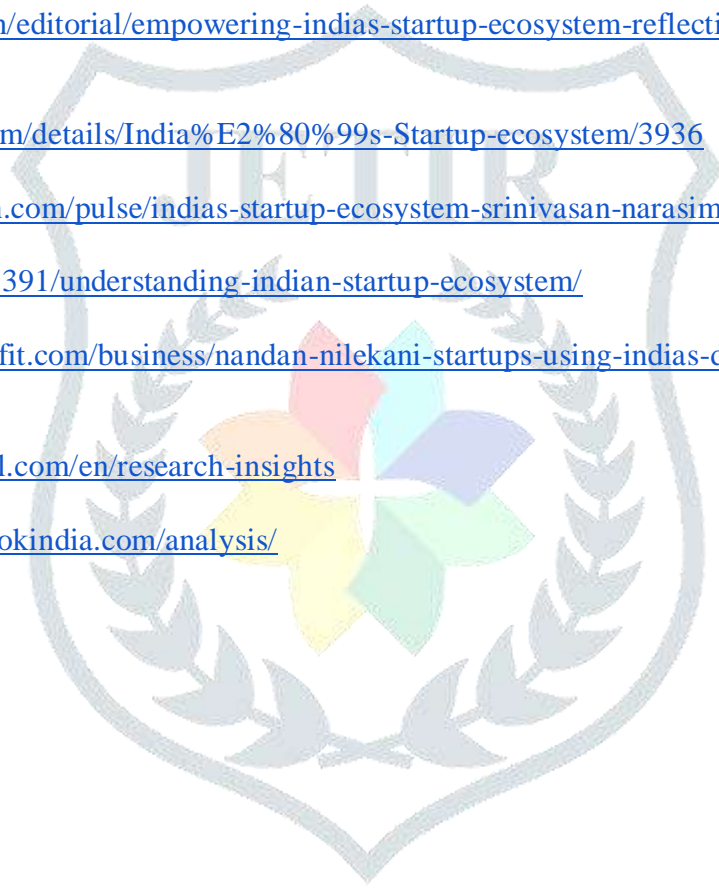 n/editorial/empowering-indias-startup-ecosystem-reflecti
m/details/India%E2%80%99s-Startup-ecosystem/3936
n.com/pulse/indias-startup-ecosystem-srinivasan-narasim
391/understanding-indian-startup-ecosystem/
fit.com/business/nandan-nilekani-startups-using-indias-d
l.com/en/research-insights
okindia.com/analysis/
JETIR